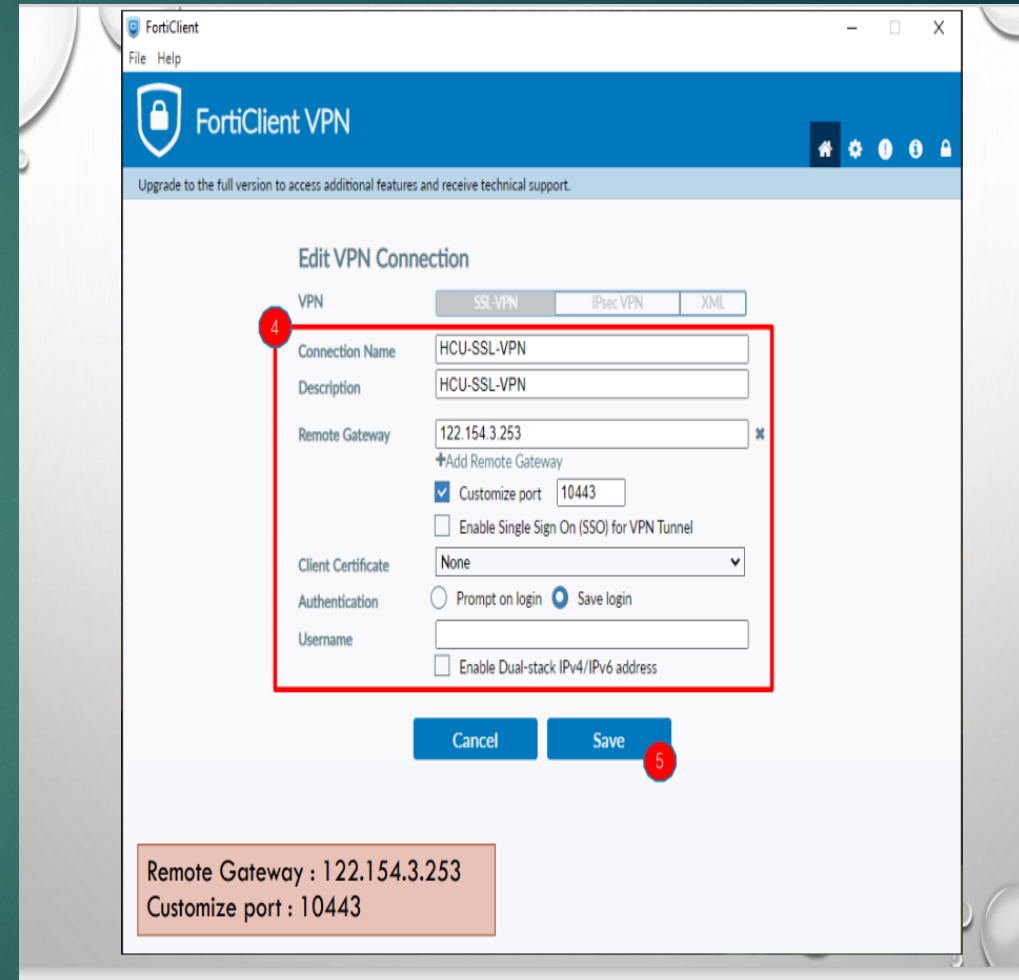 FortiClient
File Help
FortiClient VPN
Upgrade to the full version to access additional features and receive technical support.
Edit VPN Connection
VPN SSL-VPN IPsec VPN XML
4
Connection Name HCU-SSL-VPN
Description HCU-SSL-VPN
Remote Gateway 122.154.3.253
+Add Remote Gateway
Customize port 10443
Enable Single Sign On (SSO) for VPN Tunnel
Client Certificate None
Authentication Prompt on login Save login
Username
Enable Dual-stack IPv4/IPv6 address
Cancel Save
5
Remote Gateway : 122.154.3.253
Customize port : 10443